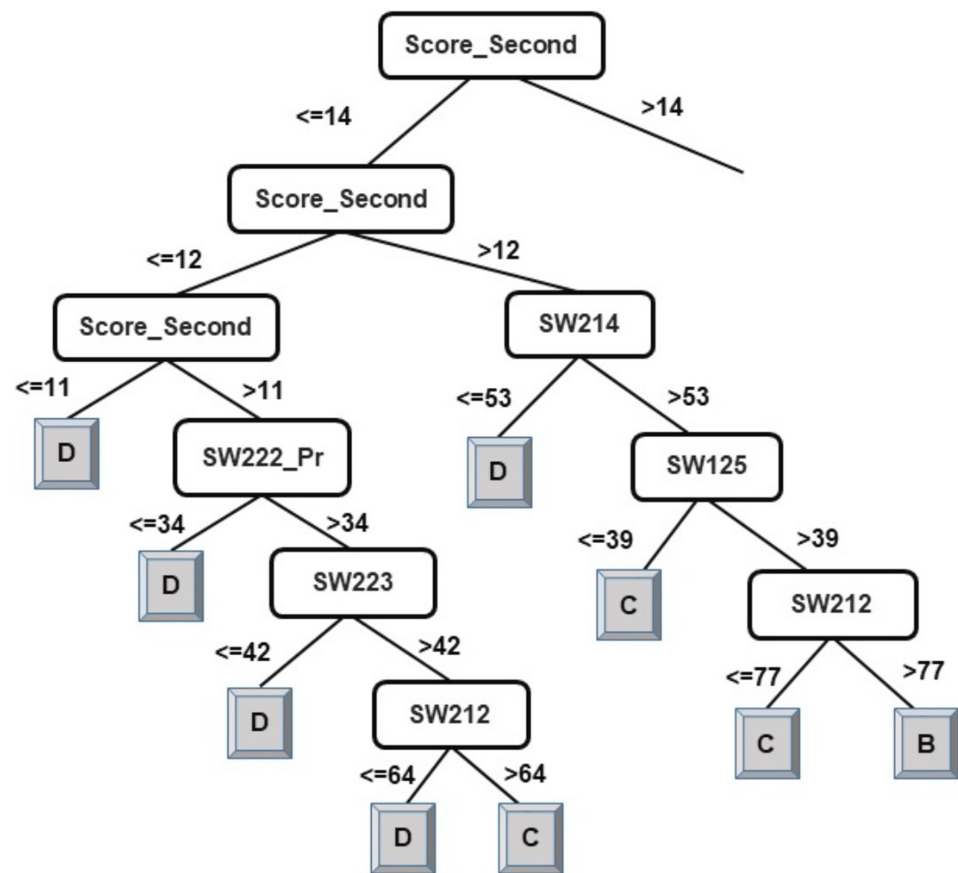 Score_Second
<=14
>14
Score_Second
<=12
>12
Score_Second
SW214
<=11
>11
<=53
>53
D
SW222_Pr
D
SW125
<=34
>34
<=39
>39
D
SW223
C
SW212
<=42
>42
<=77
>77
D
SW212
C
B
<=64
>64
D
C